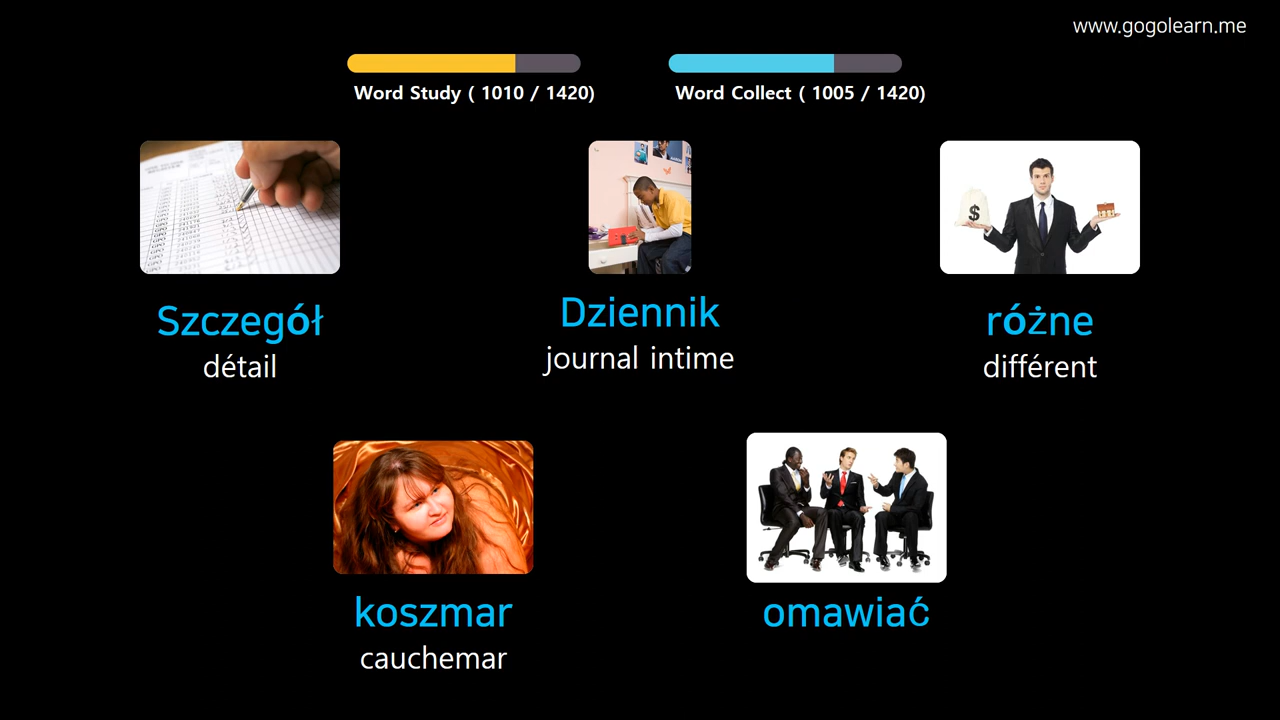 www.gogolearn.me
Word Study ( 1010 / 1420)
Word Collect ( 1005 / 1420)
Szczegół
détail
Dziennik
journal intime
różne
différent
koszmar
cauchemar
omawiać